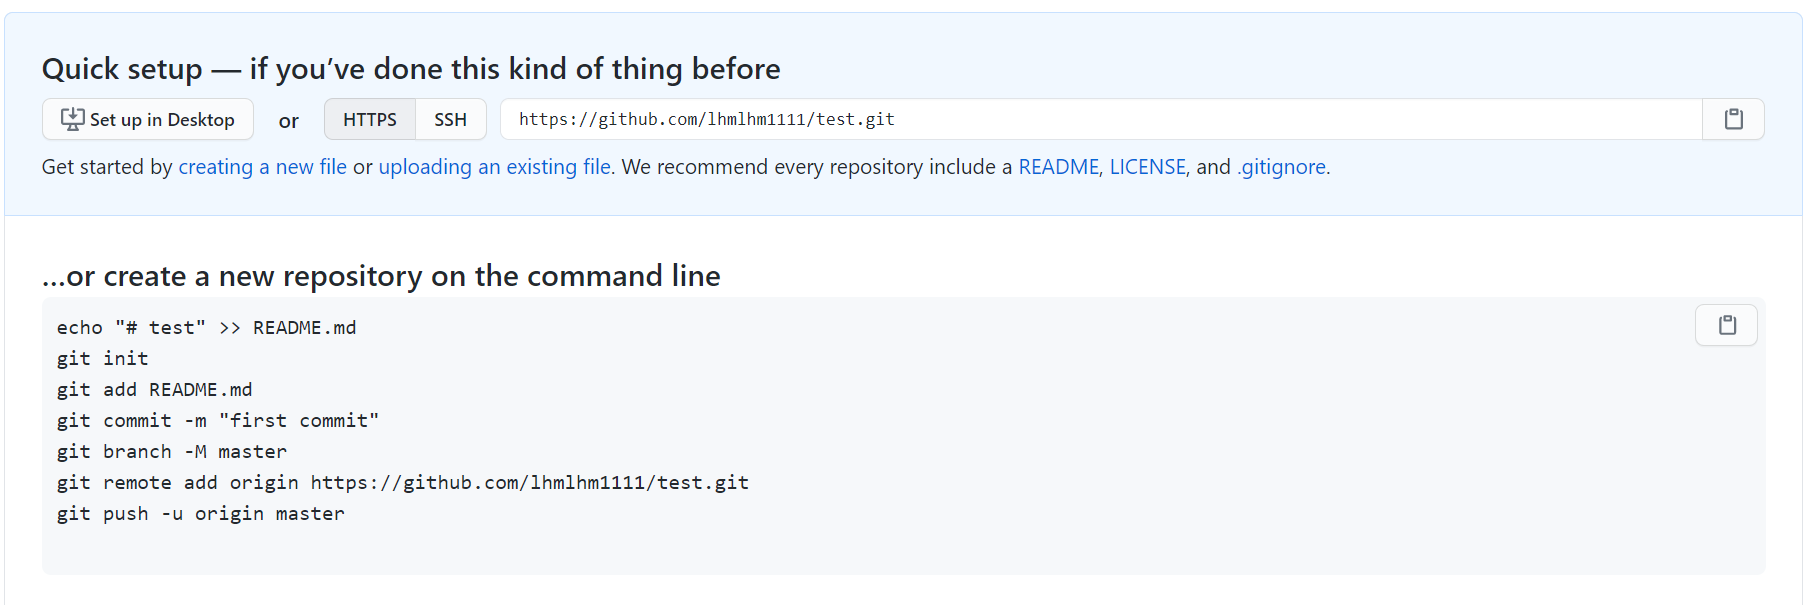 Quick setup — if you’ve done this kind of thing before
Set up in Desktop or HTTPS SSH https://github.com/lhmlhm1111/test.git
Get started by creating a new file or uploading an existing file. We recommend every repository include a README, LICENSE, and .gitignore.
…or create a new repository on the command line
echo "# test" >> README.md
git init
git add README.md
git commit -m "first commit"
git branch -M master
git remote add origin https://github.com/lhmlhm1111/test.git
git push -u origin master